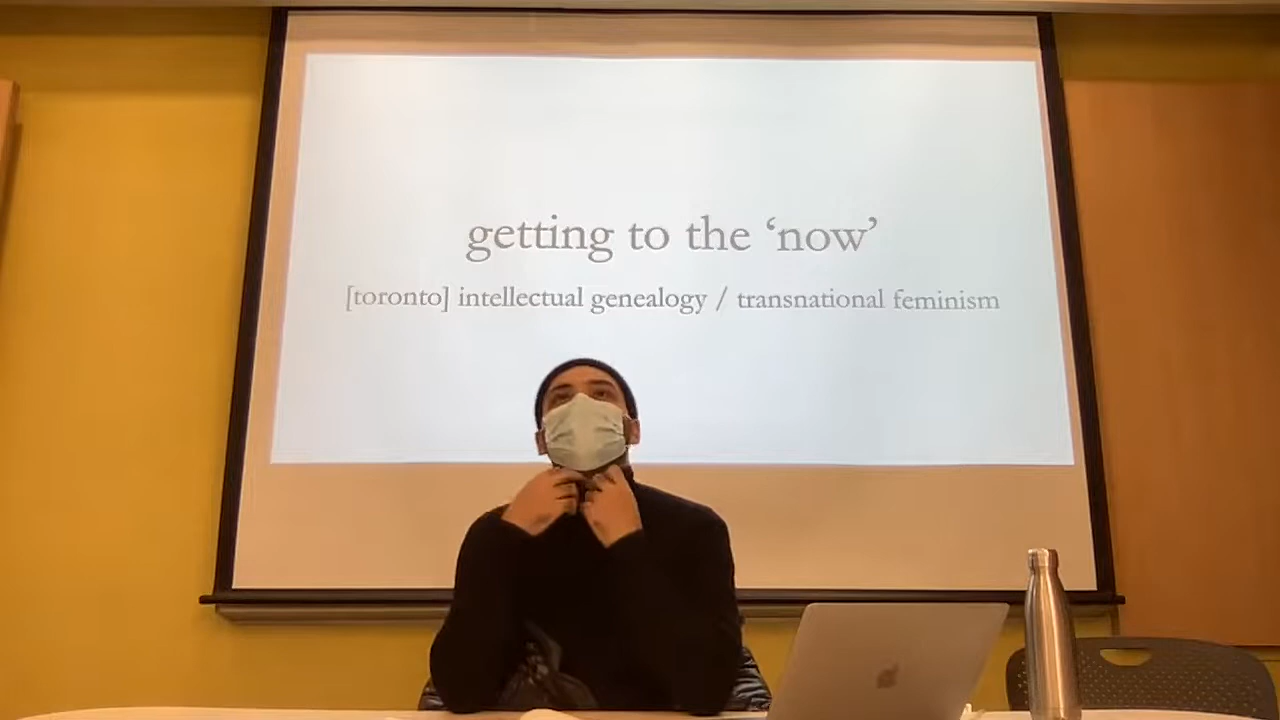 getting to the ‘now’
[toronto] intellectual genealogy / transnational feminism